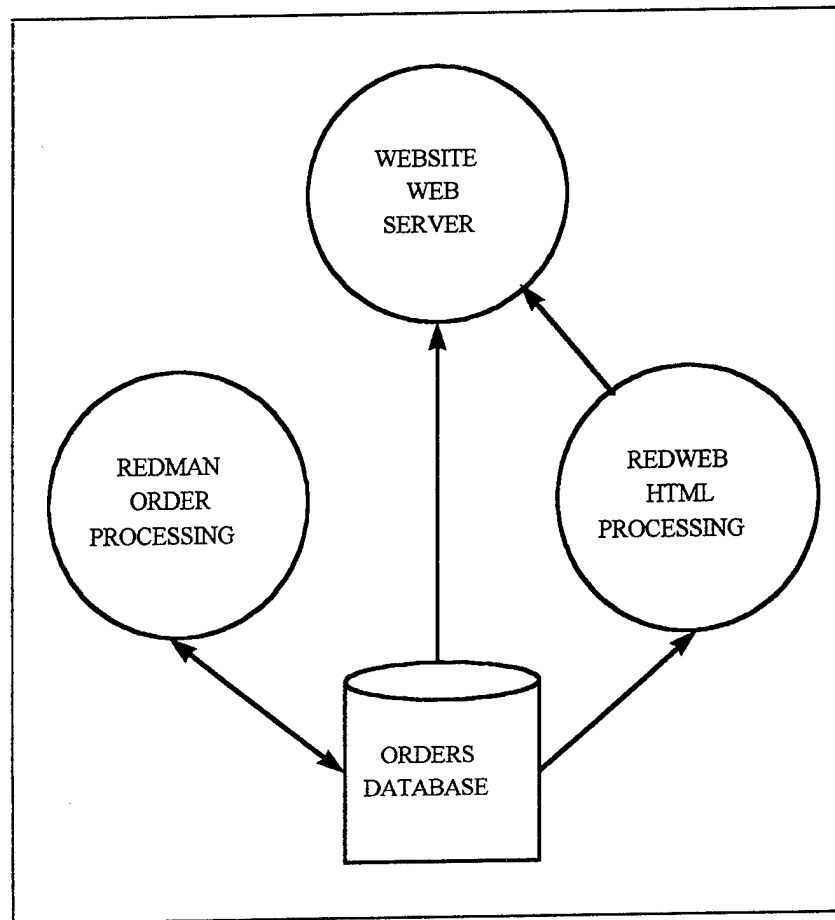 WEBSITE
WEB
SERVER
REDMAN
ORDER
PROCESSING
REDWEB
HTML
PROCESSING
ORDERS
DATABASE